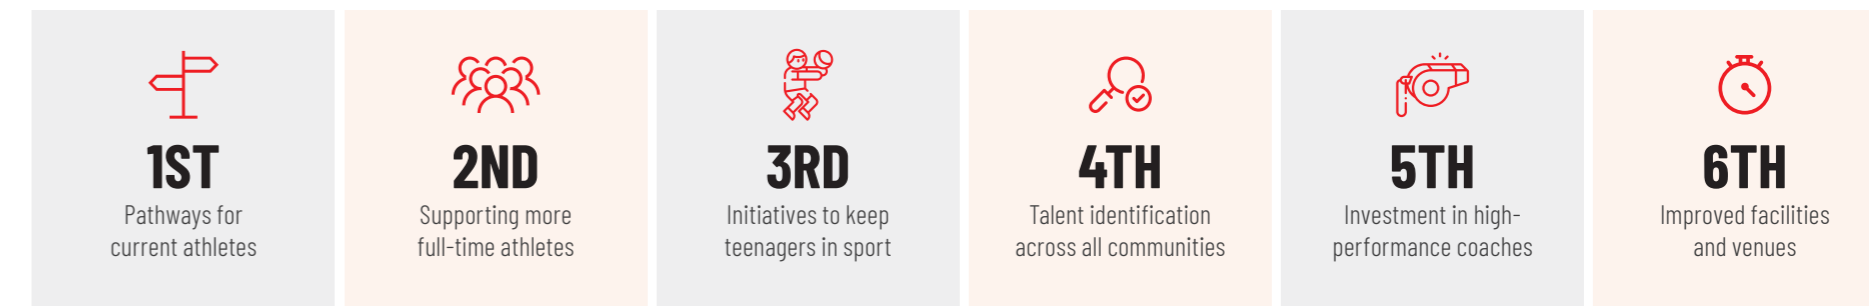 1ST
Pathways for
current athletes
2ND
Supporting more
full-time athletes
3RD
Initiatives to keep
teenagers in sport
4TH
Talent identification
across all communities
5TH
Investment in high-
performance coaches
6TH
Improved facilities
and venues